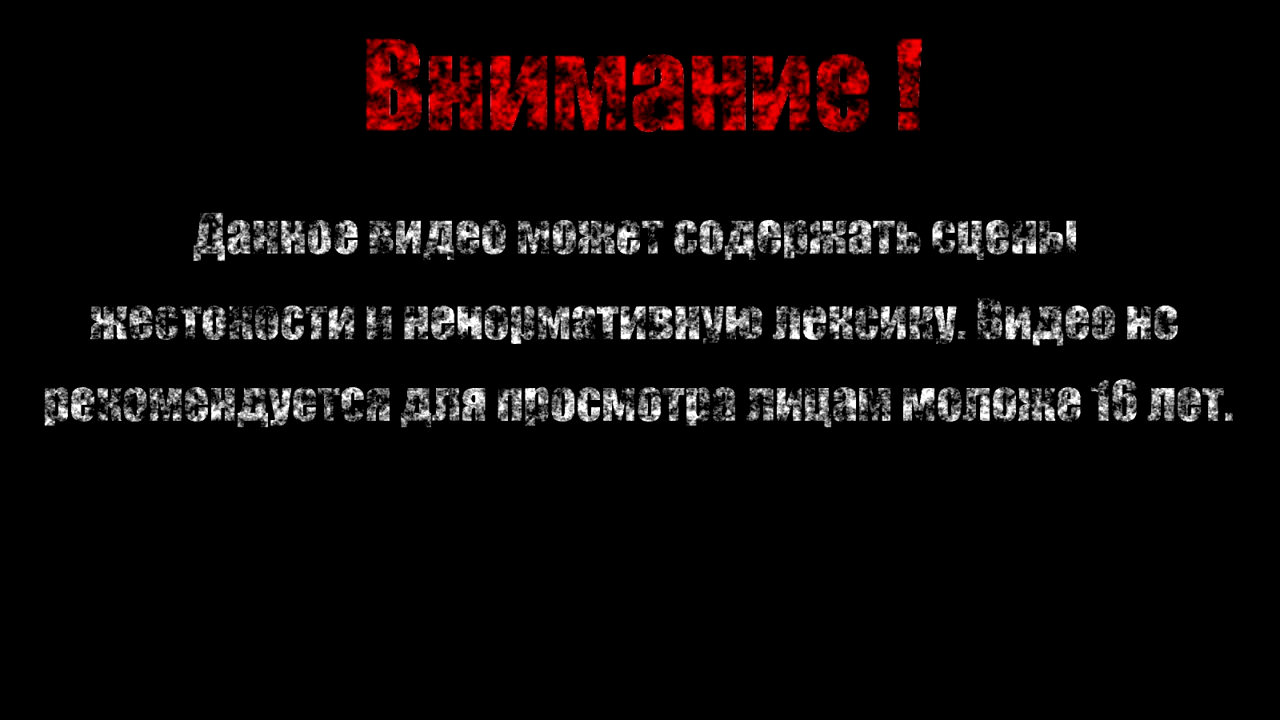 Внимание !
Данное видео может содержать сцены
жестокости и ненормативную лексику. Видео не
рекомендуется для просмотра лицам моложе 16 лет.